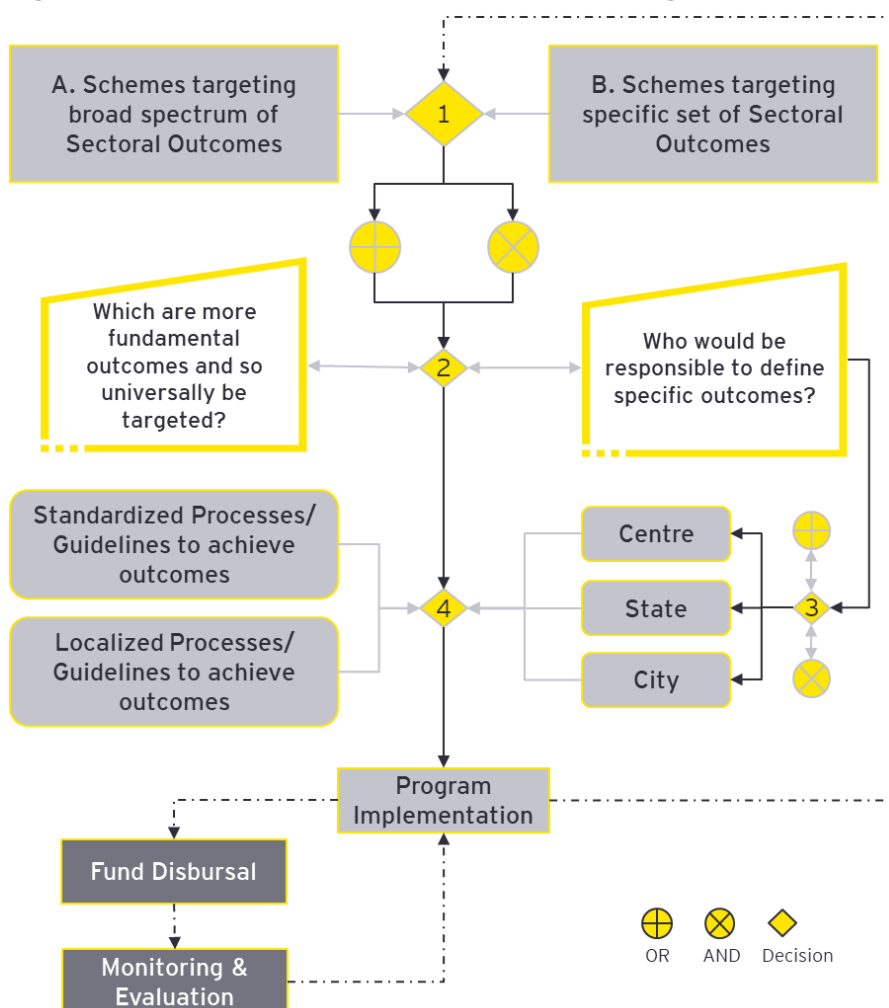 A. Schemes targeting
broad spectrum of
Sectoral Outcomes
1
B. Schemes targeting
specific set of Sectoral
Outcomes
Which are more
fundamental
outcomes and so
universally be
targeted?
2
Who would be
responsible to define
specific outcomes?
Standardized Processes/
Guidelines to achieve
outcomes
Localized Processes/
Guidelines to achieve
outcomes
4
Centre
State
City
3
Program
Implementation
Fund Disbursal
Monitoring &
Evaluation
OR
AND
Decision